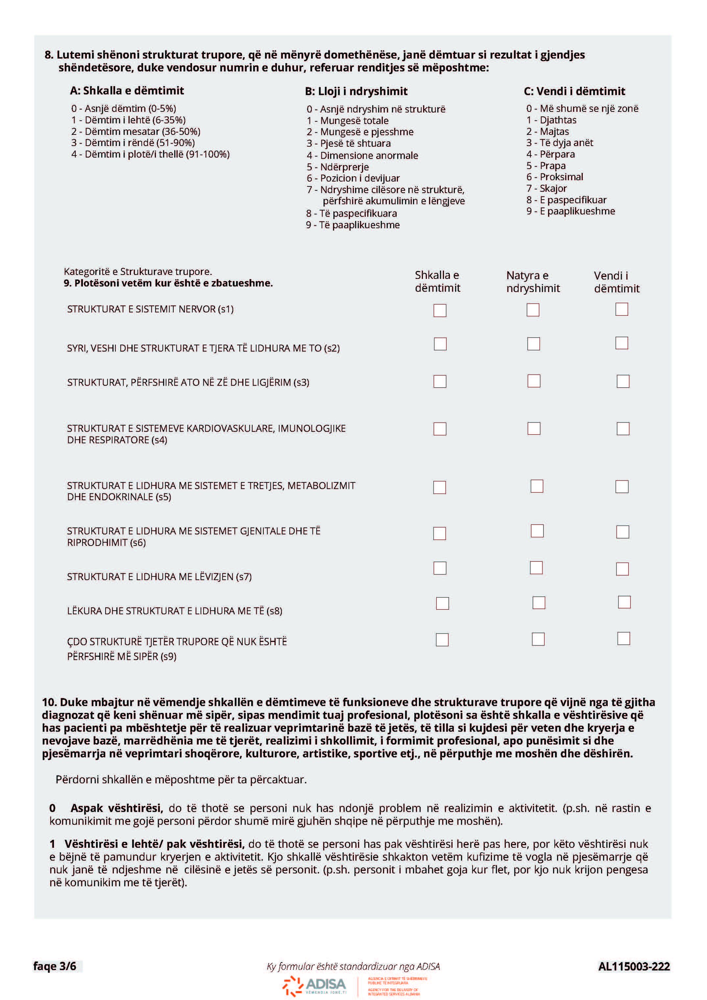 8. Lutemi shënoni strukturat trupore, që në mënyrë domethënëse, janë dëmtuar si rezultat i gjendjes
shëndetësore, duke vendosur numrin e duhur, referuar renditjes së mëposhtme:
A: Shkalla e dëmtimit
0 - Asnjë dëmtim (0-5%)
1 - Dëmtim i lehtë (6-35%)
2 - Dëmtim mesatar (36-50%)
3 - Dëmtim i rëndë (51-90%)
4 - Dëmtim i plotë/i thellë (91-100%)
B: Lloji i ndryshimit
0 - Asnjë ndryshim në strukturë
1 - Mungesë totale
2 - Mungesë e pjesshme
3 - Pjesë të shtuara
4 - Dimensione anormale
5 - Ndërprerje
6 - Pozicion i devijuar
7 - Ndryshime cilësore në strukturë,
përfshirë akumulimin e lëngjeve
8 - Të paspecifikuara
9 - Të paaplikueshme
C: Vendi i dëmtimit
0 - Më shumë se një zonë
1 - Djathtas
2 - Majtas
3 - Të dyja anët
4 - Përpara
5 - Prapa
6 - Proksimal
7 - Skajor
8 - E paspecifikuar
9 - E paaplikueshme
Kategoritë e Strukturave trupore.
9. Plotësoni vetëm kur është e zbatueshme.
Shkalla e
dëmtimit
Natyra e
ndryshimit
Vendi i
dëmtimit
STRUKTURAT E SISTEMIT NERVOR (s1)
SYRI, VESHI DHE STRUKTURAT E TJERA TË LIDHURA ME TO (s2)
STRUKTURAT, PËRFSHIRË ATO NË ZË DHE LIGJËRIM (s3)
STRUKTURAT E SISTEMEVE KARDIOVASKULARE, IMUNOLOGJIKE
DHE RESPIRATORE (s4)
STRUKTURAT E LIDHURA ME SISTEMET E TRETJES, METABOLIZMIT
DHE ENDOKRINALE (s5)
STRUKTURAT E LIDHURA ME SISTEMET GJENITALE DHE TË
RIPRODHIMIT (s6)
STRUKTURAT E LIDHURA ME LËVIZJEN (s7)
LËKURA DHE STRUKTURAT E LIDHURA ME TË (s8)
ÇDO STRUKTURË TJETËR TRUPORE QË NUK ËSHTË
PËRFSHIRË MË SIPËR (s9)
10. Duke mbajtur në vëmendje shkallën e dëmtimeve të funksioneve dhe strukturave trupore që vijnë nga të gjitha
diagnozat që keni shënuar më sipër, sipas mendimit tuaj profesional, plotësoni sa është shkalla e vështirësive që
has pacienti pa mbështetje për të realizuar veprimtarinë bazë të jetës, të tilla si kujdesi për veten dhe kryerja e
nevojave bazë, marrëdhënia me të tjerët, realizimi i shkollimit, i formimit profesional, apo punësimit si dhe
pjesëmarrja në veprimtari shoqërore, kulturore, artistike, sportive etj., në përputhje me moshën dhe dëshirën.
Përdorni shkallën e mëposhtme për ta përcaktuar.
0 Aspak vështirësi, do të thotë se personi nuk has ndonjë problem në realizimin e aktivitetit. (p.sh. në rastin e
komunikimit me gojë personi përdor shumë mirë gjuhën shqipe në përputhje me moshën).
1 Vështirësi e lehtë/ pak vështirësi, do të thotë se personi has pak vështirësi herë pas here, por këto vështirësi nuk
e bëjnë të pamundur kryerjen e aktivitetit. Kjo shkallë vështirësie shkakton vetëm kufizime të vogla në pjesëmarrje që
nuk janë të ndjeshme në cilësinë e jetës së personit. (p.sh. personit i mbahet goja kur flet, por kjo nuk krijon pengesa
në komunikim me të tjerët).
faqe 3/6
Ky formular është standardizuar nga ADISA
AL115003-222
ADISA
VËMENDJA JONË, TI
AGJENCIA E OFRIMIT TË SHËRBIMEVE
PUBLIKE TË INTEGRUARA
AGENCY FOR THE DELIVERY OF
INTEGRATED SERVICES ALBANIA